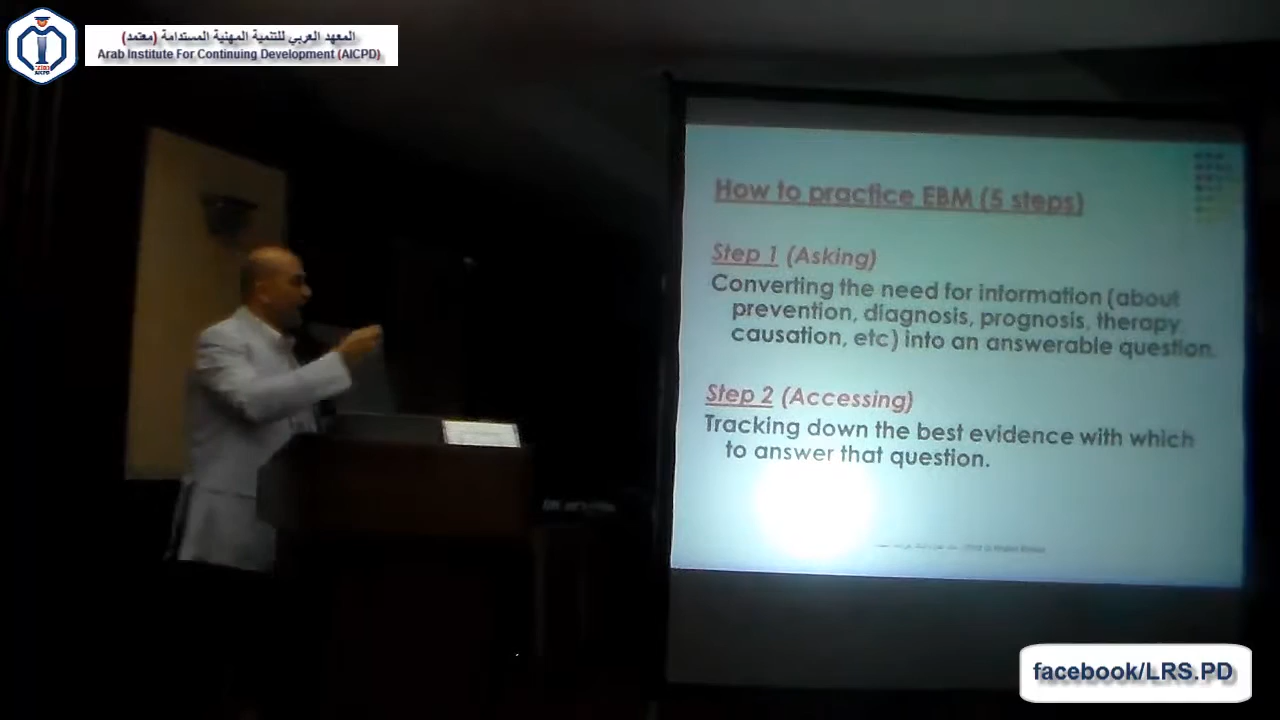 المعهد العربي للتنمية المهنية المستدامة (معتمد)
Arab Institute For Continuing Development (AICPD)
AICPD
How to practice EBM (5 steps)
Step 1 (Asking)
Converting the need for information (about
prevention, diagnosis, prognosis, therapy,
causation, etc) into an answerable question.
Step 2 (Accessing)
Tracking down the best evidence with which
to answer that question.
facebook/LRS.PD